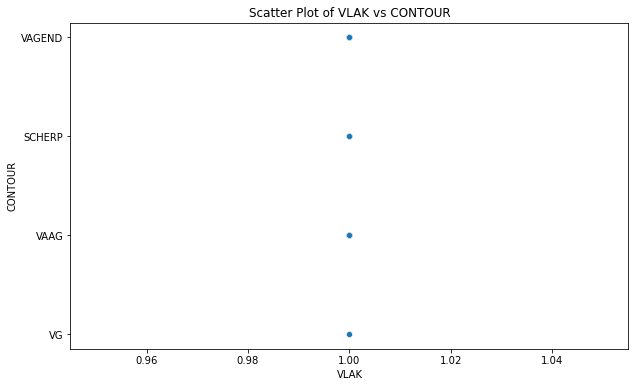 Scatter Plot of VLAK vs CONTOUR
VAGEND
SCHERP
VAAG
VG
CONTOUR
0.96 0.98 1.00 1.02 1.04
VLAK